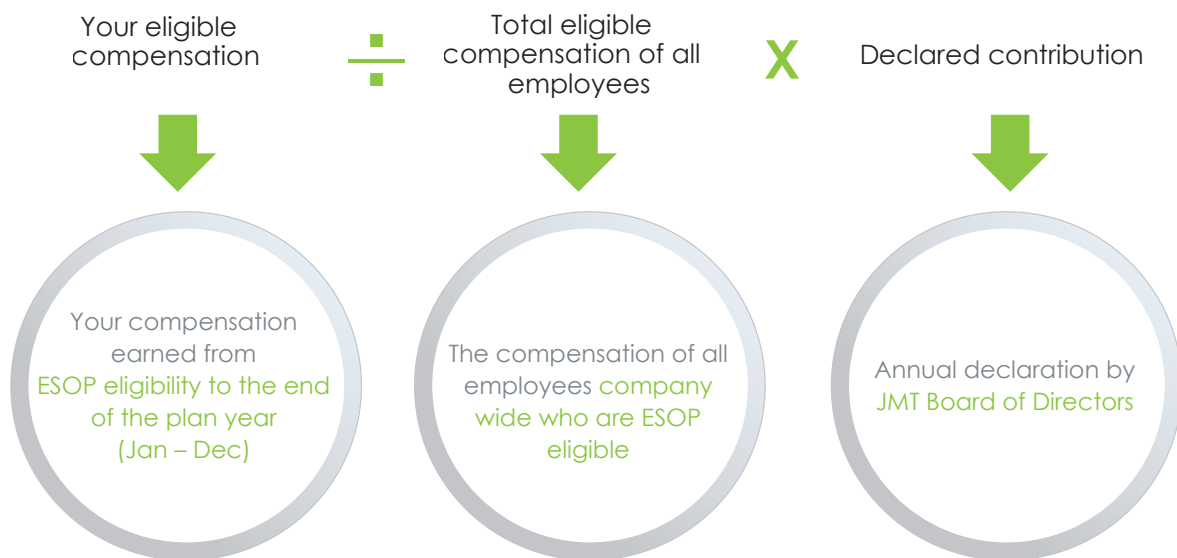 Your eligible
compensation
÷
Total eligible
compensation of all
employees
X
Declared contribution
Your compensation
earned from
ESOP eligibility to the end
of the plan year
(Jan – Dec)
The compensation of all
employees company
wide who are ESOP
eligible
Annual declaration by
JMT Board of Directors